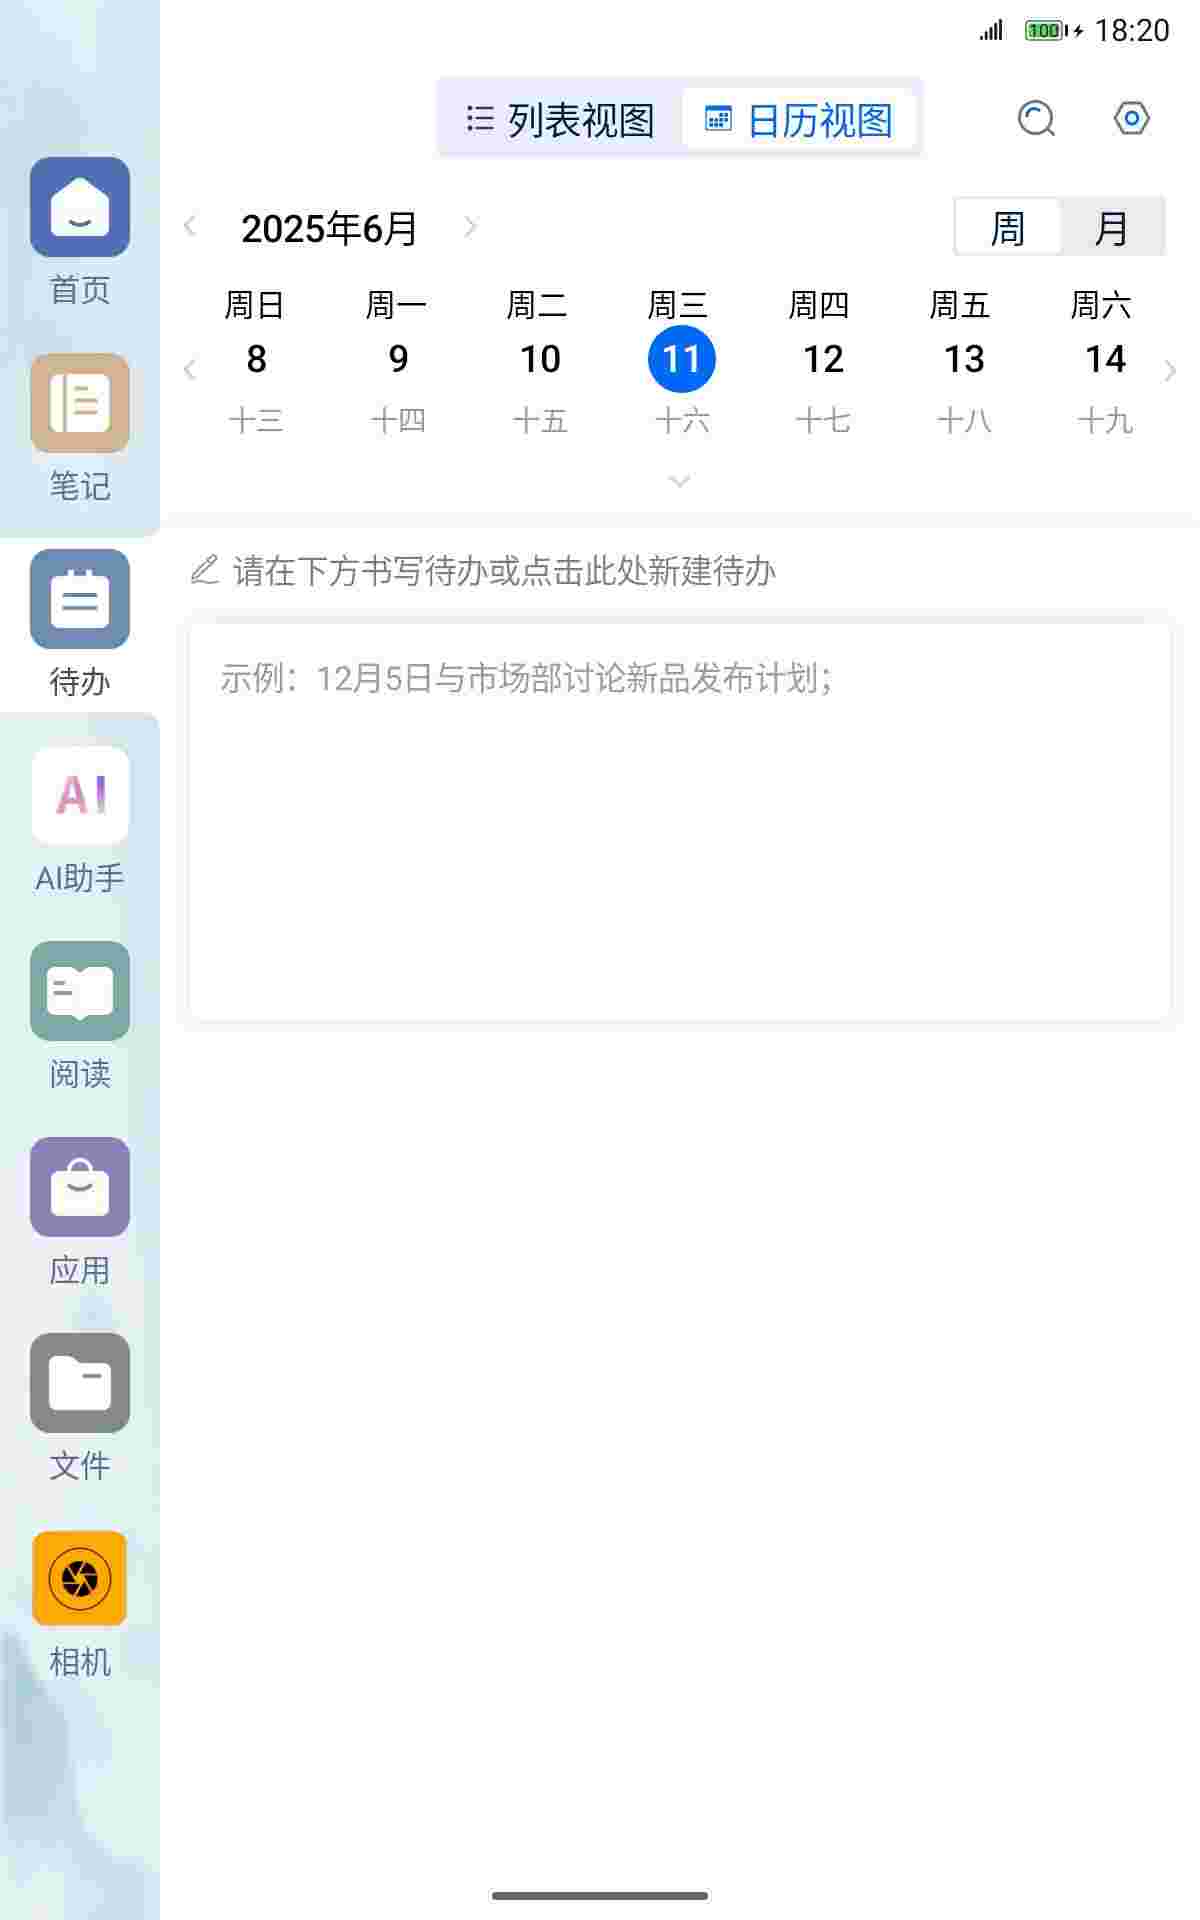 100 18:20
列表视图 日历视图
2025年6月 周 月
周日 周一 周二 周三 周四 周五 周六
8 9 10 11 12 13 14
十三 十四 十五 十六 十七 十八 十九
请在下方书写待办或点击此处新建待办
示例：12月5日与市场部讨论新品发布计划；
首页
笔记
待办
AI
AI助手
阅读
应用
文件
相机